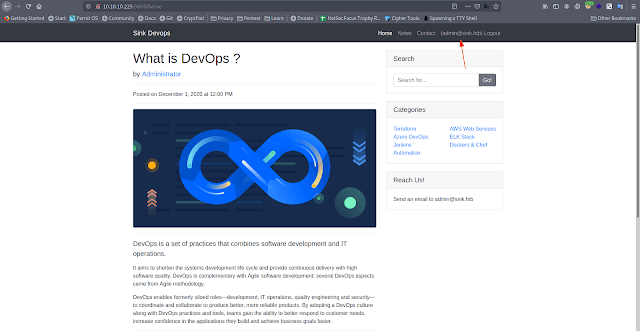 10.10.10.225:5000/home
Getting Started
Start
Parrot OS
Community
Docs
Git
CryptPad
Privacy
Pentest
Learn
Donate
NetSecFocus Trophy R...
Cipher Tools
Spawning a TTY Shell
Other Bookmarks
Sink Devops
Home
News
Contact
(admin@sink.htb) Logout
What is DevOps ?
by Administrator
Posted on December 1, 2020 at 12:00 PM
DevOps is a set of practices that combines software development and IT
operations.
It aims to shorten the systems development life cycle and provide continuous delivery with high
software quality. DevOps is complementary with Agile software development, several DevOps aspects
came from Agile methodology.
DevOps enables formerly siloed roles—development, IT operations, quality engineering and security—
to coordinate and collaborate to produce better, more reliable products. By adopting a DevOps culture
along with DevOps practices and tools, teams gain the ability to better respond to customer needs,
increase confidence in the applications they build and achieve business goals faster.
Search
Search for...
Go!
Categories
Terraform
AWS Web Services
Azure DevOps
ELK Stack
Jenkins
Dockers & Chef
Automation
Reach Us!
Send an email to admin@sink.htb